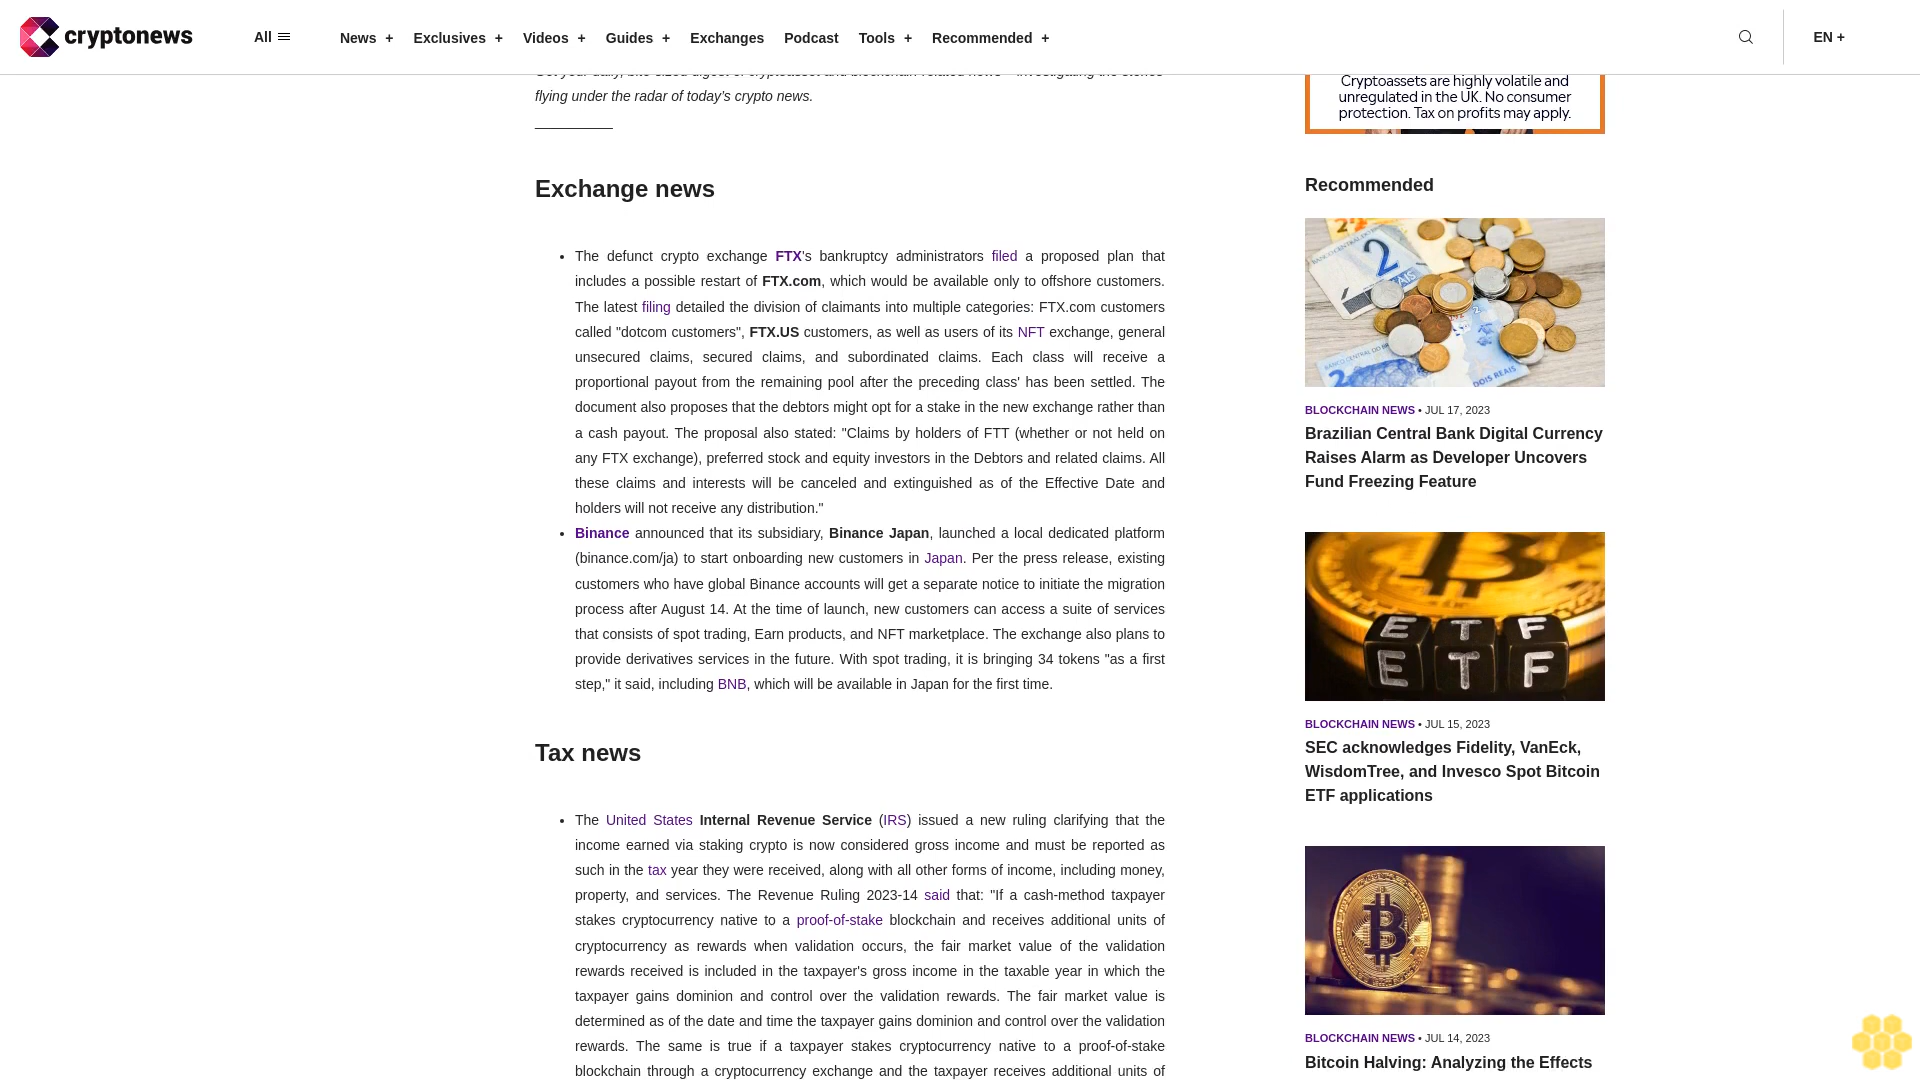 cryptonews
All
News +
Exclusives +
Videos +
Guides +
Exchanges
Podcast
Tools +
Recommended +
EN +
Get your daily, bite-sized digest of cryptoasset and blockchain-related news – investigating the stories
flying under the radar of today's crypto news.
__________
Exchange news
• The defunct crypto exchange FTX's bankruptcy administrators filed a proposed plan that
includes a possible restart of FTX.com, which would be available only to offshore customers.
The latest filing detailed the division of claimants into multiple categories: FTX.com customers
called "dotcom customers", FTX.US customers, as well as users of its NFT exchange, general
unsecured claims, secured claims, and subordinated claims. Each class will receive a
proportional payout from the remaining pool after the preceding class' has been settled. The
document also proposes that the debtors might opt for a stake in the new exchange rather than
a cash payout. The proposal also stated: "Claims by holders of FTT (whether or not held on
any FTX exchange), preferred stock and equity investors in the Debtors and related claims. All
these claims and interests will be canceled and extinguished as of the Effective Date and
holders will not receive any distribution."
• Binance announced that its subsidiary, Binance Japan, launched a local dedicated platform
(binance.com/ja) to start onboarding new customers in Japan. Per the press release, existing
customers who have global Binance accounts will get a separate notice to initiate the migration
process after August 14. At the time of launch, new customers can access a suite of services
that consists of spot trading, Earn products, and NFT marketplace. The exchange also plans to
provide derivatives services in the future. With spot trading, it is bringing 34 tokens "as a first
step," it said, including BNB, which will be available in Japan for the first time.
Tax news
• The United States Internal Revenue Service (IRS) issued a new ruling clarifying that the
income earned via staking crypto is now considered gross income and must be reported as
such in the tax year they were received, along with all other forms of income, including money,
property, and services. The Revenue Ruling 2023-14 said that: "If a cash-method taxpayer
stakes cryptocurrency native to a proof-of-stake blockchain and receives additional units of
cryptocurrency as rewards when validation occurs, the fair market value of the validation
rewards received is included in the taxpayer's gross income in the taxable year in which the
taxpayer gains dominion and control over the validation rewards. The fair market value is
determined as of the date and time the taxpayer gains dominion and control over the validation
rewards. The same is true if a taxpayer stakes cryptocurrency native to a proof-of-stake
blockchain through a cryptocurrency exchange and the taxpayer receives additional units of
Cryptoassets are highly volatile and
unregulated in the UK. No consumer
protection. Tax on profits may apply.
Recommended
2
DOIS REAIS
2
BLOCKCHAIN NEWS • JUL 17, 2023
Brazilian Central Bank Digital Currency
Raises Alarm as Developer Uncovers
Fund Freezing Feature
E T F
E T F
BLOCKCHAIN NEWS • JUL 15, 2023
SEC acknowledges Fidelity, VanEck,
WisdomTree, and Invesco Spot Bitcoin
ETF applications
BLOCKCHAIN NEWS • JUL 14, 2023
Bitcoin Halving: Analyzing the Effects